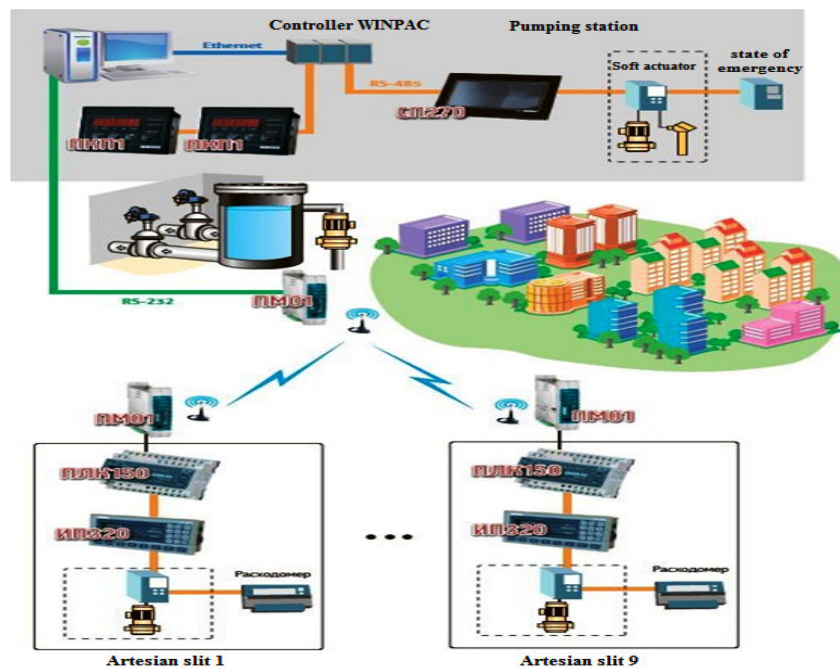 Controller WINPAC
Pumping station
Ethernet
Soft actuator
state of
emergency
RS-485
СП270
ПКП1
ПКП1
RS-232
ПМ01
ПМ01
ПМ01
ПЛК150
ПЛК150
ИП320
ИП320
...
Расходомер
Расходомер
Artesian slit 1
Artesian slit 9